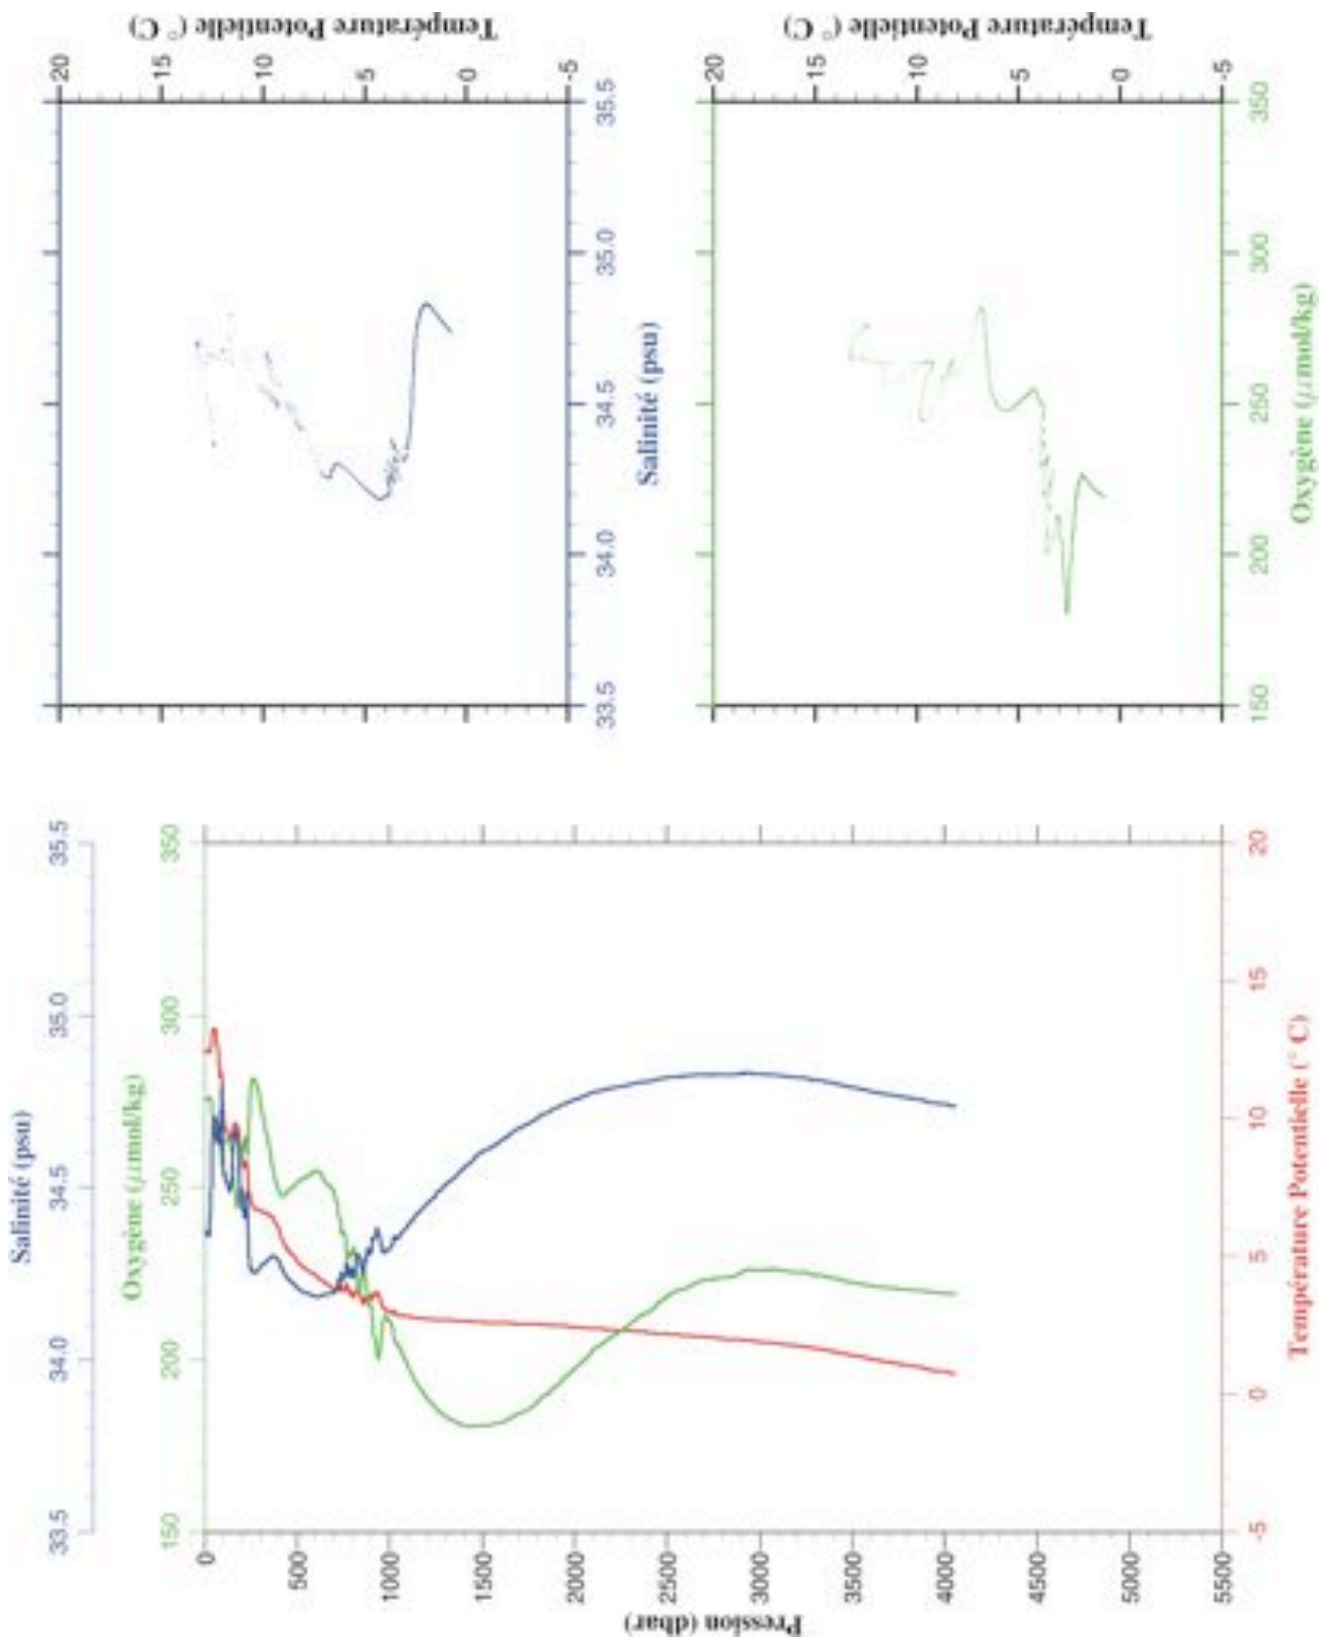 Salinité (psu)
33.5 34.0 34.5 35.0 35.5
Oxygène (μmol/kg)
150 200 250 300 350
Pression (dbar)
0
500
1000
1500
2000
2500
3000
3500
4000
4500
5000
5500
-5 0 5 10 15 20
Température Potentielle (° C)
Température Potentielle (° C)
20
15
10
5
0
-5
33.5 34.0 34.5 35.0 35.5
Salinité (psu)
Température Potentielle (° C)
20
15
10
5
0
-5
150 200 250 300 350
Oxygène (μmol/kg)